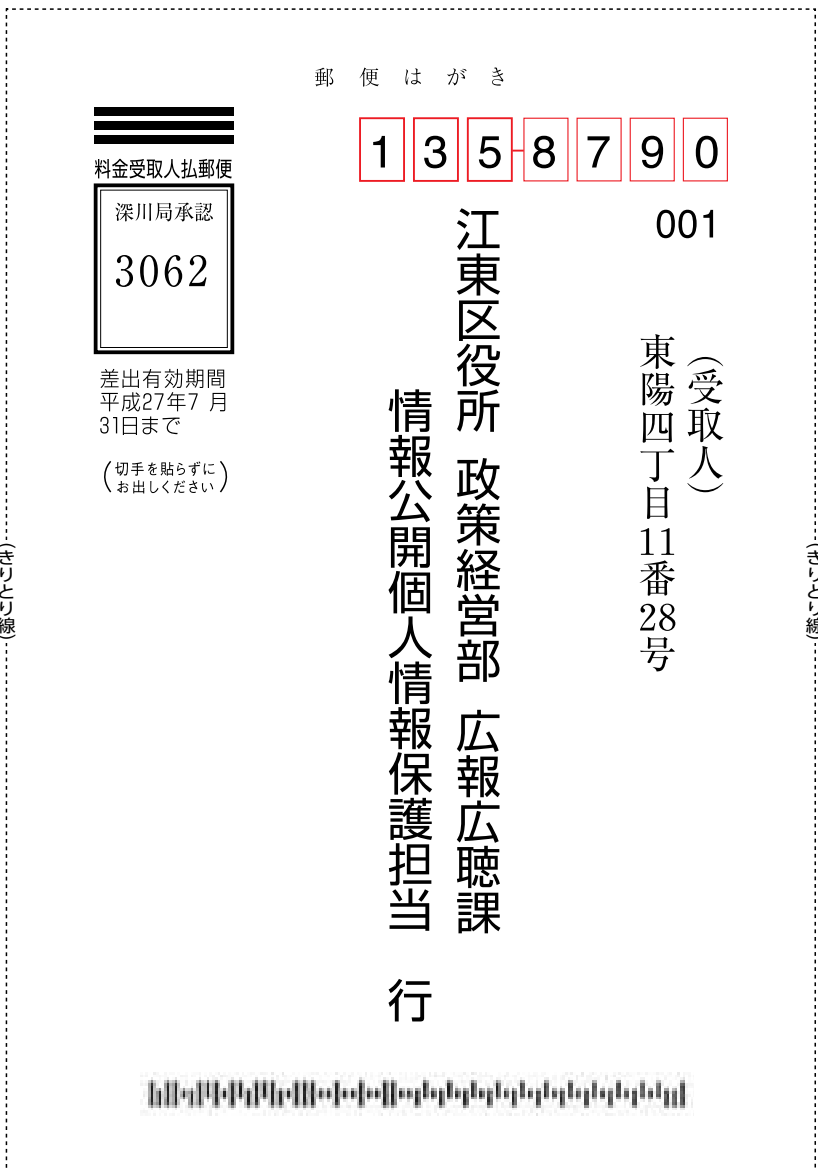 郵便はがき
135-8790
001
料金受取人払郵便
深川局承認
3062
差出有効期間
平成27年7月
31日まで
(切手を貼らずに
お出しください)
(受取人)
東陽四丁目11番28号
江東区役所 政策経営部 広報広聴課
情報公開個人情報保護担当 行
(きりとり線)
(きりとり線)